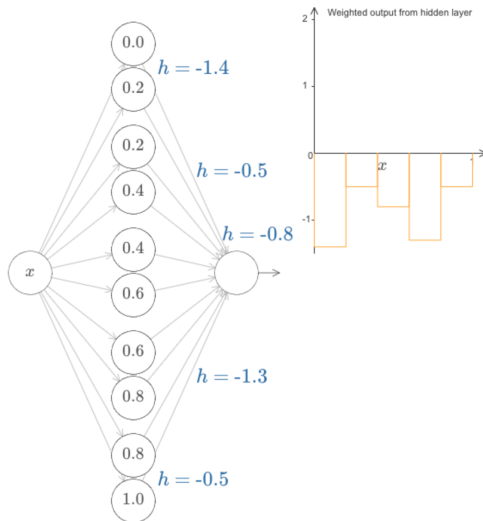 0.0
h = -1.4
0.2
0.2
h = -0.5
0.4
h = -0.8
0.4
x
0.6
0.6
h = -1.3
0.8
0.8
h = -0.5
1.0
Weighted output from hidden layer
2
1
0
x
-1